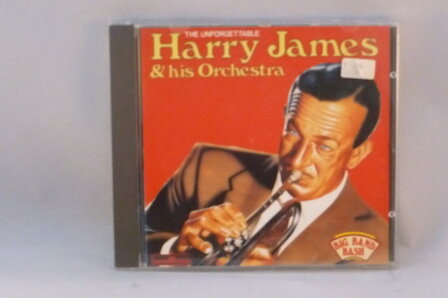 THE UNFORGETTABLE
Harry James
& his Orchestra
BIG BAND
BASH